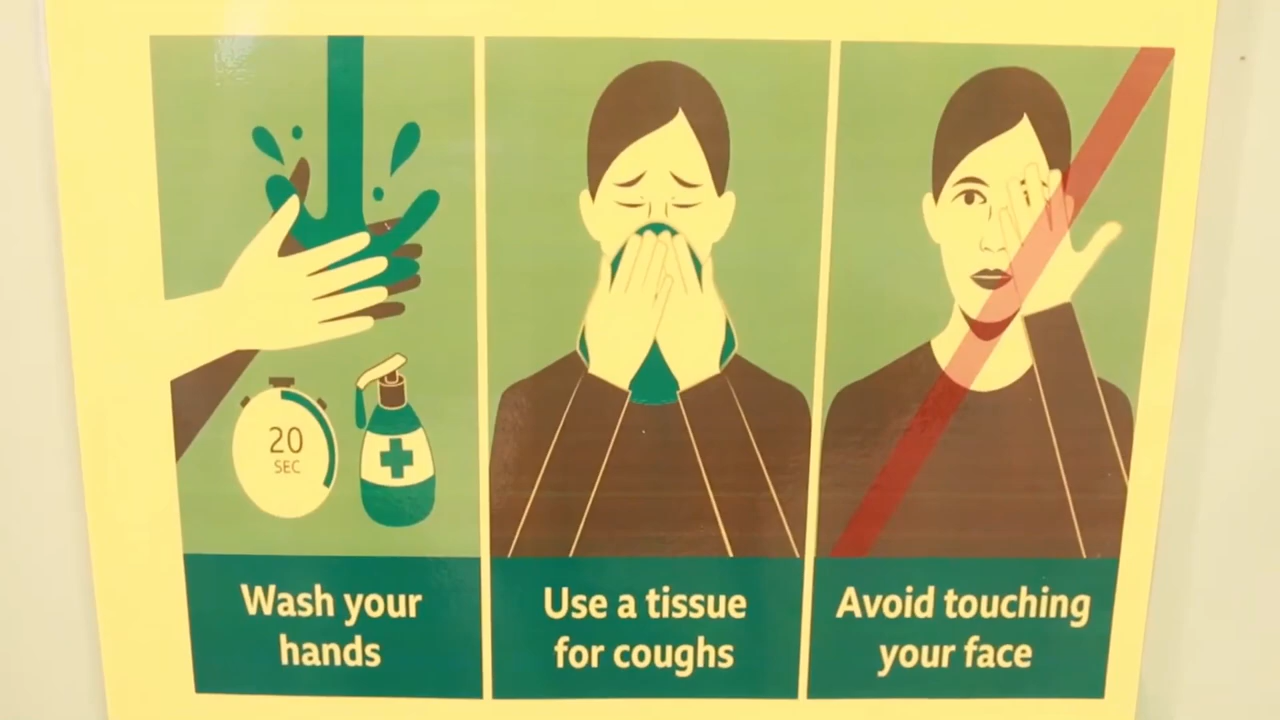 20
SEC
Wash your
hands
Use a tissue
for coughs
Avoid touching
your face